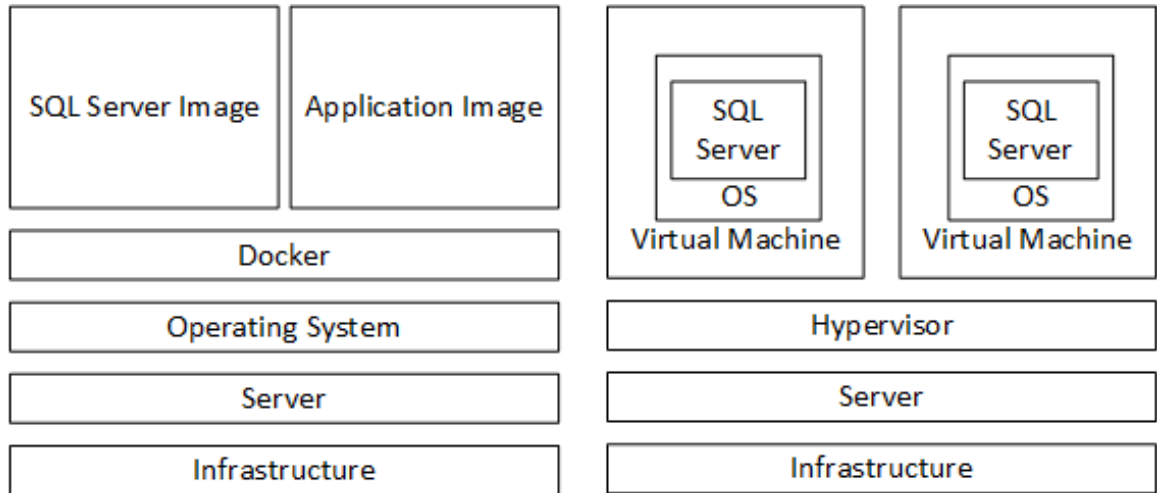 SQL Server Image
Application Image
Docker
Operating System
Server
Infrastructure
SQL
Server
OS
Virtual Machine
SQL
Server
OS
Virtual Machine
Hypervisor
Server
Infrastructure